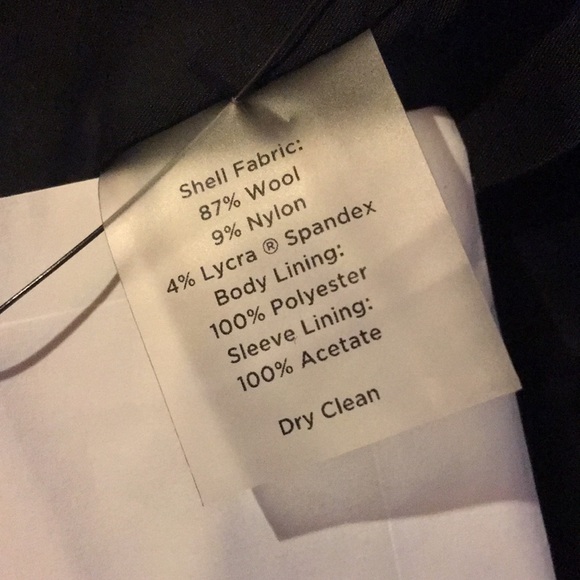 Shell Fabric:
87% Wool
9% Nylon
4% Lycra ® Spandex
Body Lining:
100% Polyester
Sleeve Lining:
100% Acetate
Dry Clean